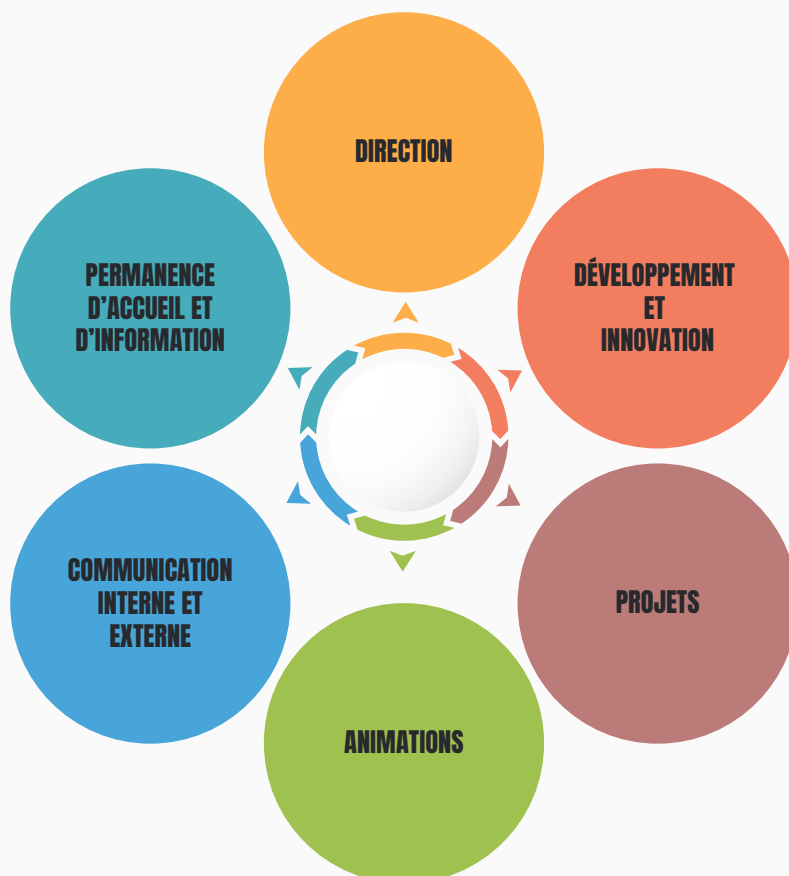 DIRECTION
DÉVELOPPEMENT
ET
INNOVATION
PROJETS
ANIMATIONS
COMMUNICATION
INTERNE ET
EXTERNE
PERMANENCE
D’ACCUEIL ET
D’INFORMATION